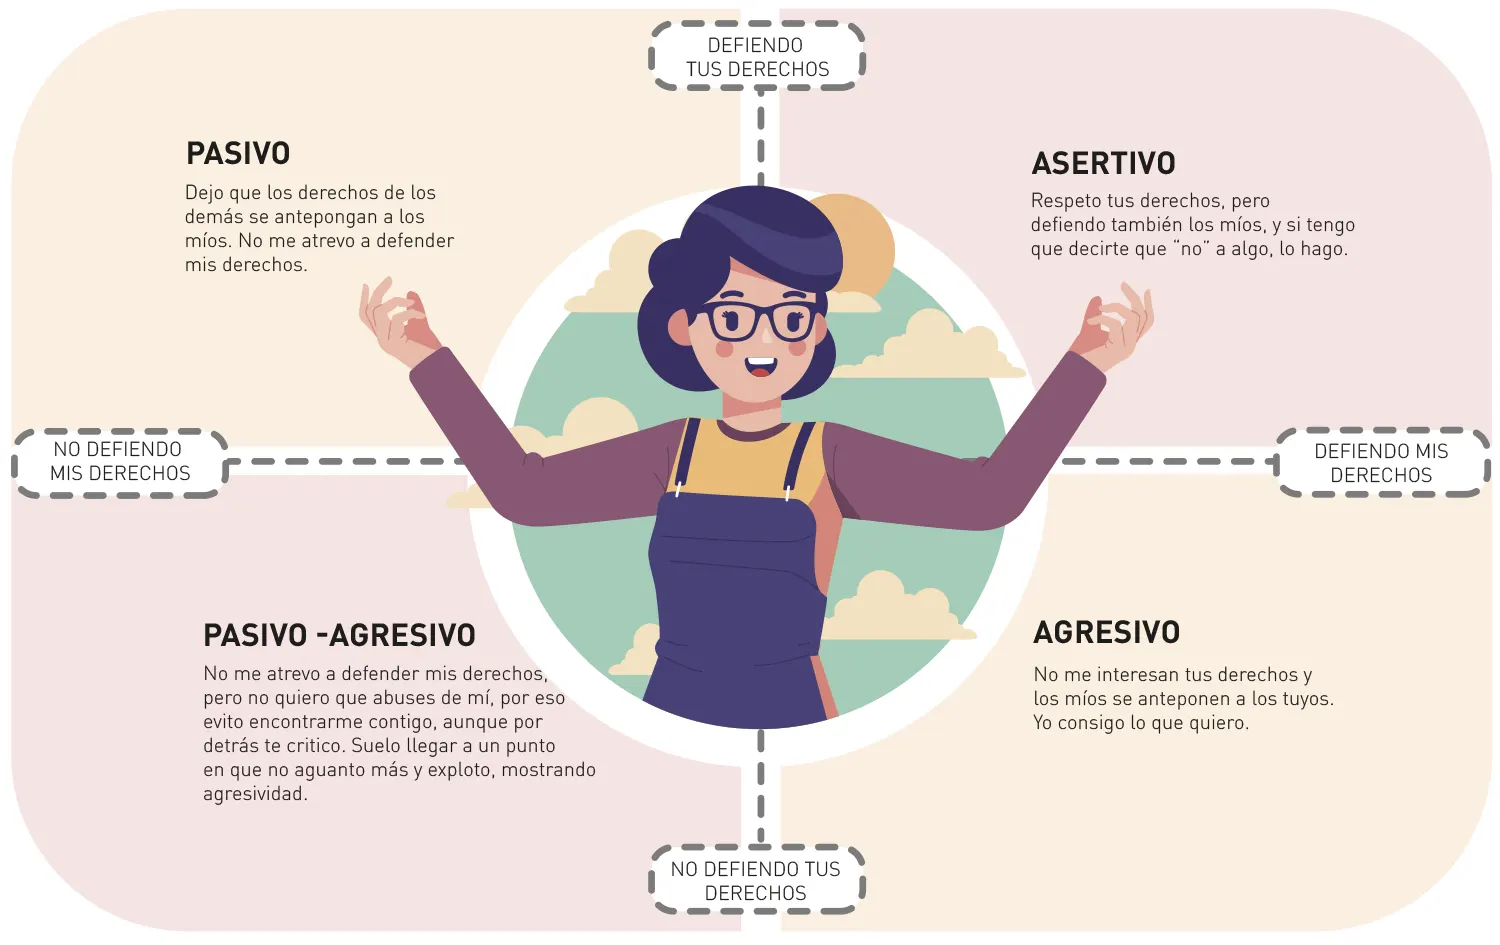 DEFIENDO
TUS DERECHOS
PASIVO
Dejo que los derechos de los
demás se antepongan a los
míos. No me atrevo a defender
mis derechos.
ASERTIVO
Respeto tus derechos, pero
defiendo también los míos, y si tengo
que decirte que “no” a algo, lo hago.
NO DEFIENDO
MIS DERECHOS
DEFIENDO MIS
DERECHOS
PASIVO -AGRESIVO
No me atrevo a defender mis derechos,
pero no quiero que abuses de mí, por eso
evito encontrarme contigo, aunque por
detrás te critico. Suelo llegar a un punto
en que no aguanto más y exploto, mostrando
agresividad.
AGRESIVO
No me interesan tus derechos y
los míos se anteponen a los tuyos.
Yo consigo lo que quiero.
NO DEFIENDO TUS
DERECHOS